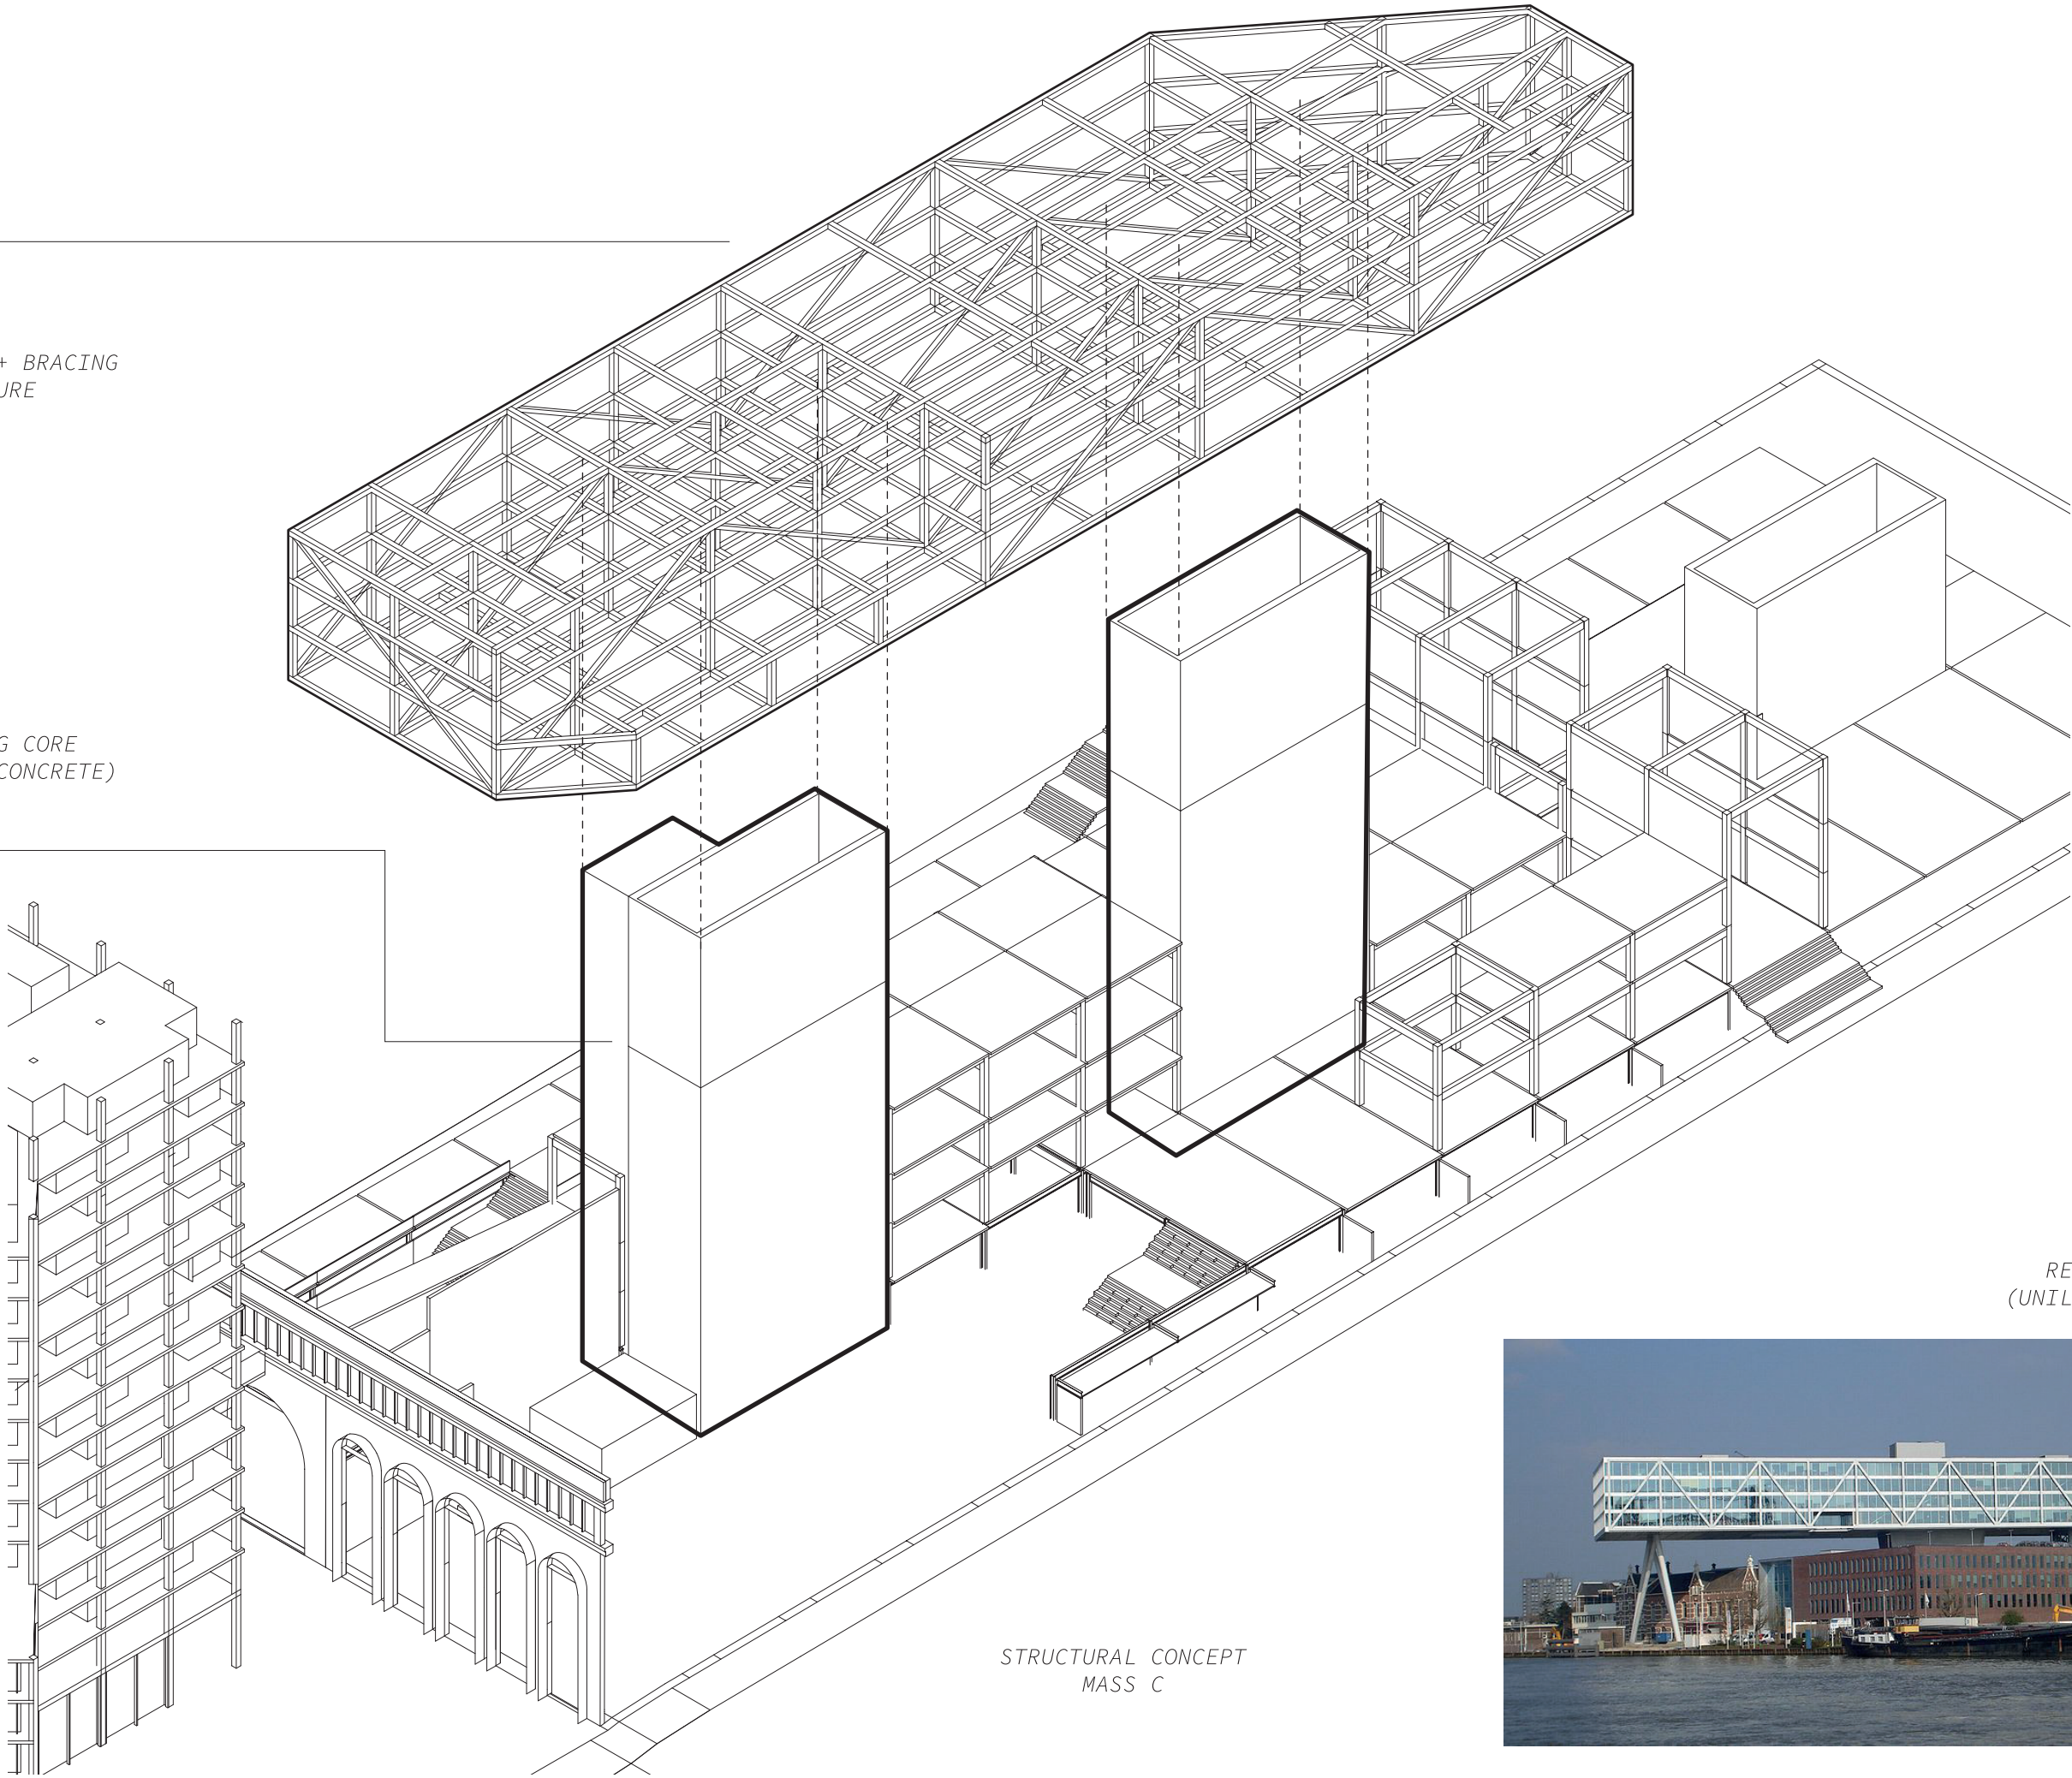 + BRACING
URE
G CORE
CONCRETE)
RE
(UNIL
STRUCTURAL CONCEPT
MASS C